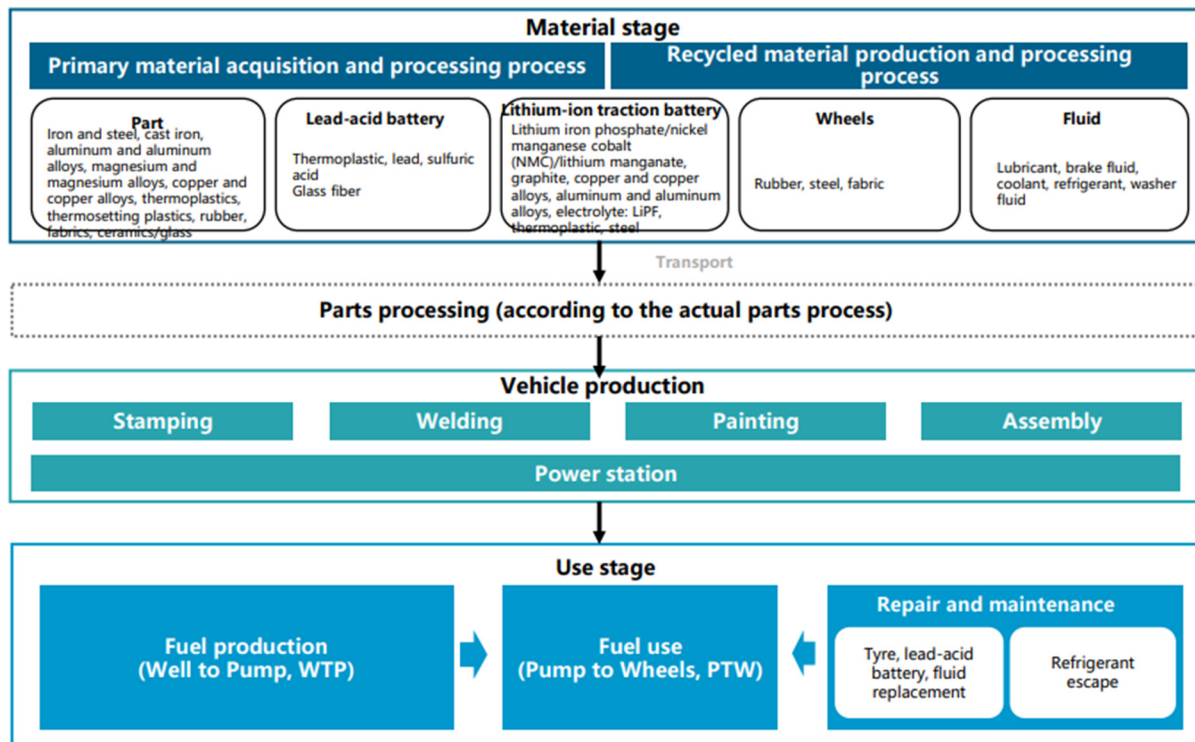 Material stage
Primary material acquisition and processing process
Recycled material production and processing
process
Part
Iron and steel, cast iron,
aluminum and aluminum
alloys, magnesium and
magnesium alloys, copper and
copper alloys, thermoplastics,
thermosetting plastics, rubber,
fabrics, ceramics/glass
Lead-acid battery
Thermoplastic, lead, sulfuric
acid
Glass fiber
Lithium-ion traction battery
Lithium iron phosphate/nickel
manganese cobalt
(NMC)/lithium manganate,
graphite, copper and copper
alloys, aluminum and aluminum
alloys, electrolyte: LiPF,
thermoplastic, steel
Wheels
Rubber, steel, fabric
Fluid
Lubricant, brake fluid,
coolant, refrigerant, washer
fluid
Transport
Parts processing (according to the actual parts process)
Vehicle production
Stamping
Welding
Painting
Assembly
Power station
Use stage
Fuel production
(Well to Pump, WTP)
Fuel use
(Pump to Wheels, PTW)
Repair and maintenance
Tyre, lead-acid
battery, fluid
replacement
Refrigerant
escape